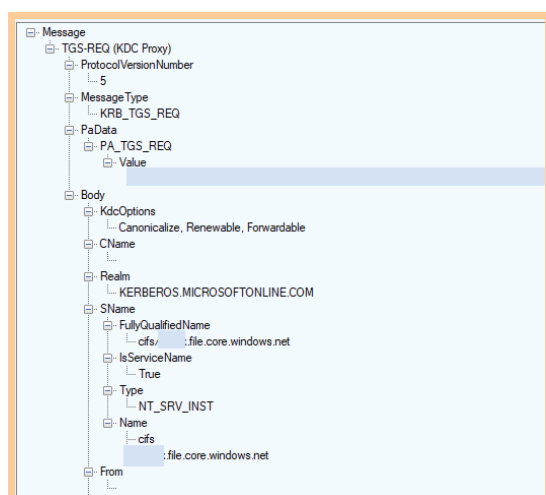 Message
TGS-REQ (KDC Proxy)
ProtocolVersionNumber
5
MessageType
KRB_TGS_REQ
PaData
PA_TGS_REQ
Value
Body
KdcOptions
Canonicalize, Renewable, Forwardable
CName
Realm
KERBEROS.MICROSOFTONLINE.COM
SName
FullyQualifiedName
cifs/ .file.core.windows.net
IsServiceName
True
Type
NT_SRV_INST
Name
cifs
.file.core.windows.net
From